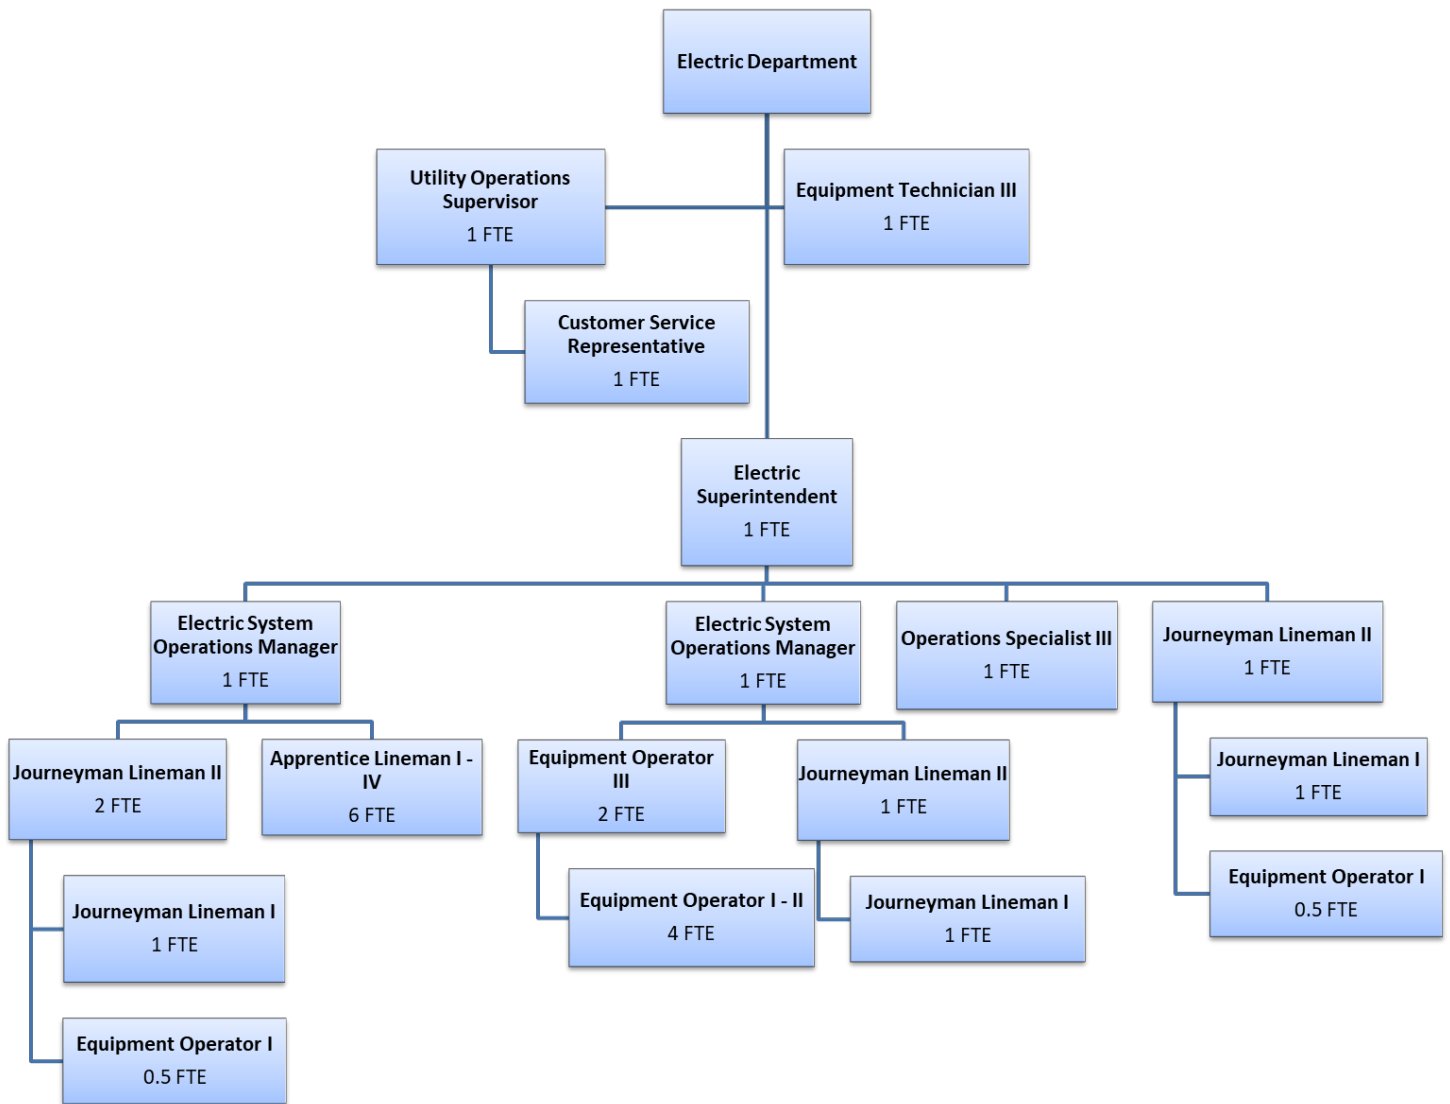 Electric Department
Utility Operations
Supervisor
1 FTE
Equipment Technician III
1 FTE
Customer Service
Representative
1 FTE
Electric
Superintendent
1 FTE
Electric System
Operations Manager
1 FTE
Electric System
Operations Manager
1 FTE
Operations Specialist III
1 FTE
Journeyman Lineman II
1 FTE
Journeyman Lineman II
2 FTE
Apprentice Lineman I -
IV
6 FTE
Equipment Operator
III
2 FTE
Journeyman Lineman II
1 FTE
Journeyman Lineman I
1 FTE
Journeyman Lineman I
1 FTE
Equipment Operator I - II
4 FTE
Journeyman Lineman I
1 FTE
Equipment Operator I
0.5 FTE
Equipment Operator I
0.5 FTE